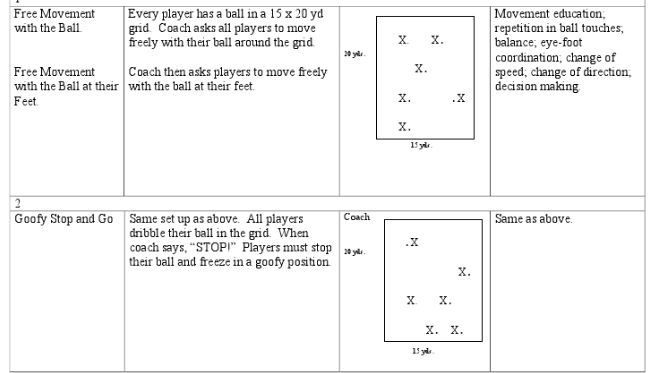 1
Free Movement
with the Ball.
Free Movement
with the Ball at their
Feet.
Every player has a ball in a 15 x 20 yd
grid. Coach asks all players to move
freely with their ball around the grid.
Coach then asks players to move freely
with the ball at their feet.
20 yds.
X. X.
X.
X. .X
X.
15 yds.
Movement education;
repetition in ball touches;
balance; eye-foot
coordination; change of
speed; change of direction;
decision making.
2
Goofy Stop and Go
Same set up as above. All players
dribble their ball in the grid. When
coach says, “STOP!” Players must stop
their ball and freeze in a goofy position.
Coach
20 yds.
.X
X.
X. X.
X. X.
15 yds.
Same as above.